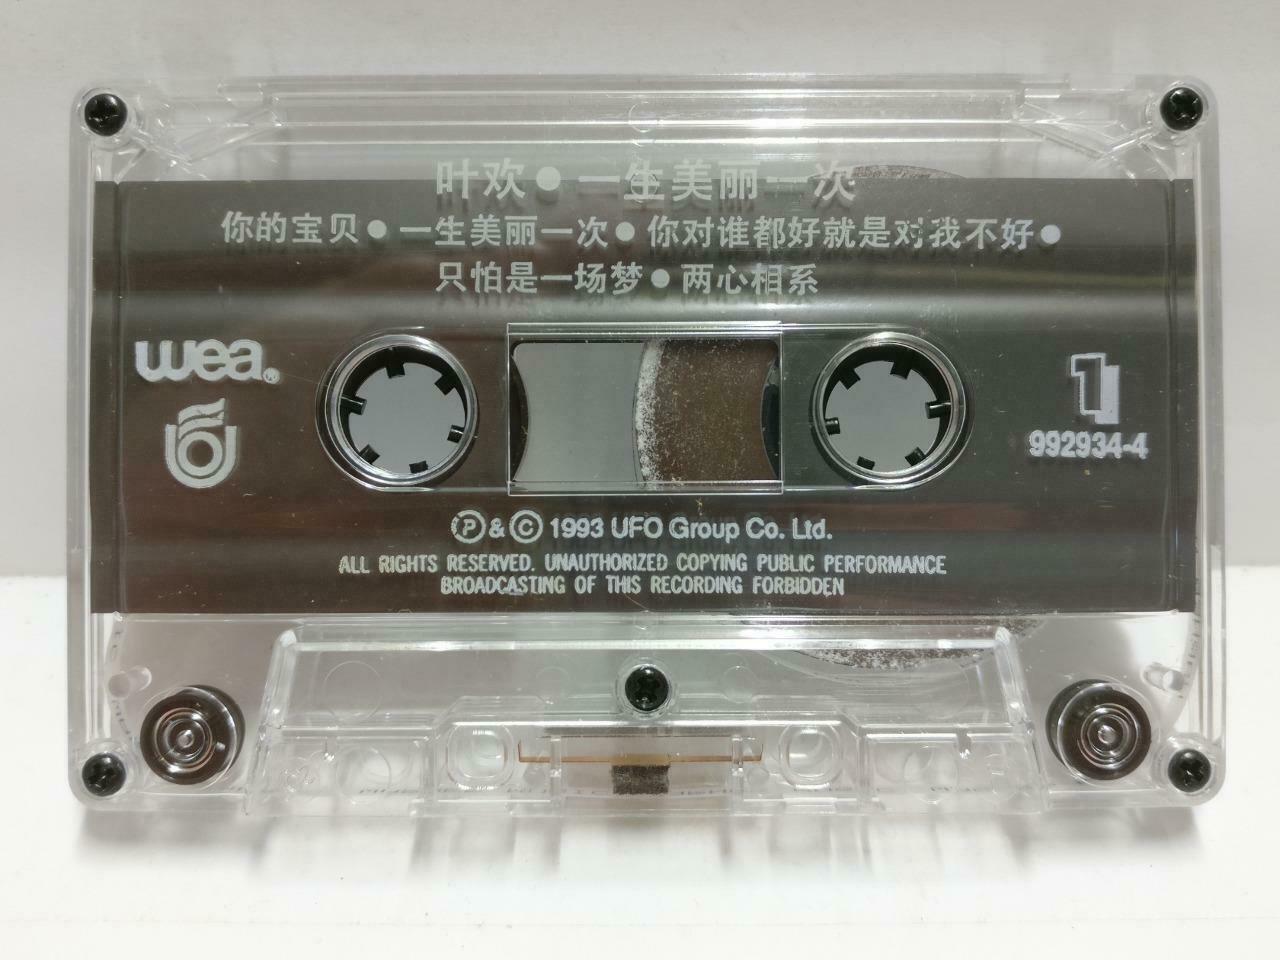 叶欢●一生美丽一次
你的宝贝●一生美丽一次●你对谁都好就是对我不好●
只怕是一场梦●两心相系
wea®
1
992934-4
Ⓟ & © 1993 UFO Group Co. Ltd.
ALL RIGHTS RESERVED. UNAUTHORIZED COPYING PUBLIC PERFORMANCE
BROADCASTING OF THIS RECORDING FORBIDDEN